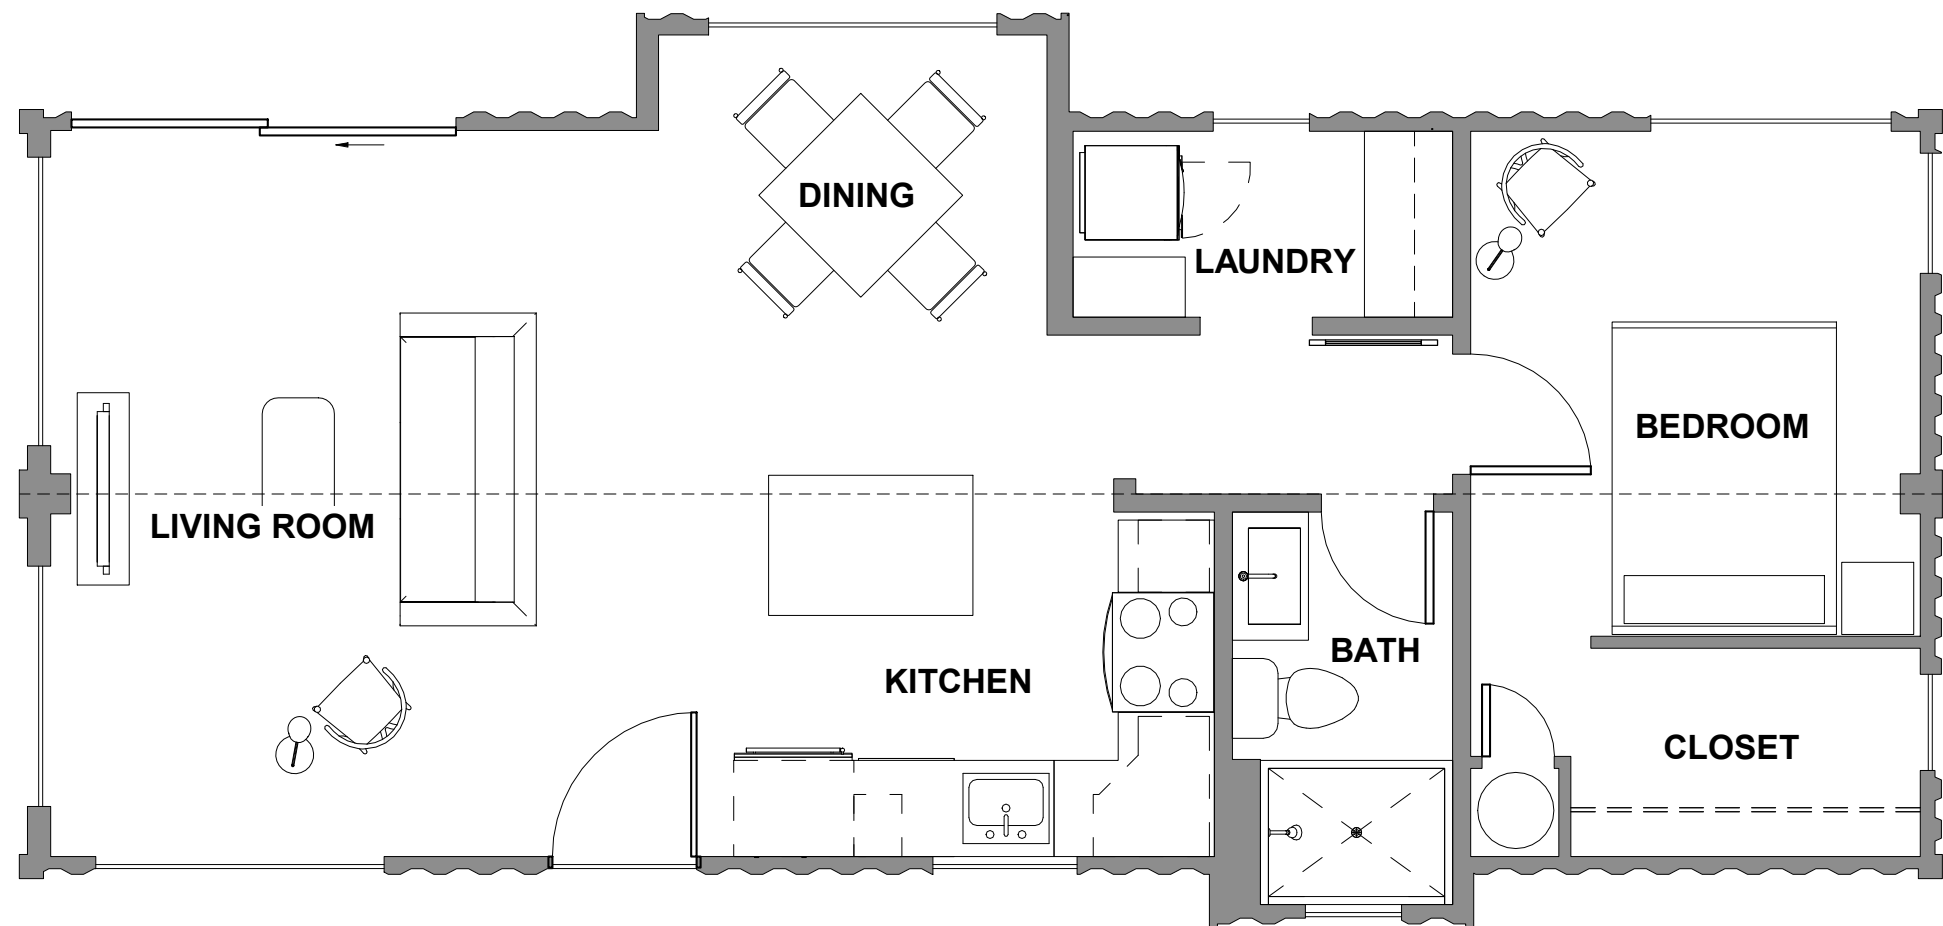 DINING
LAUNDRY
BEDROOM
LIVING ROOM
BATH
KITCHEN
CLOSET